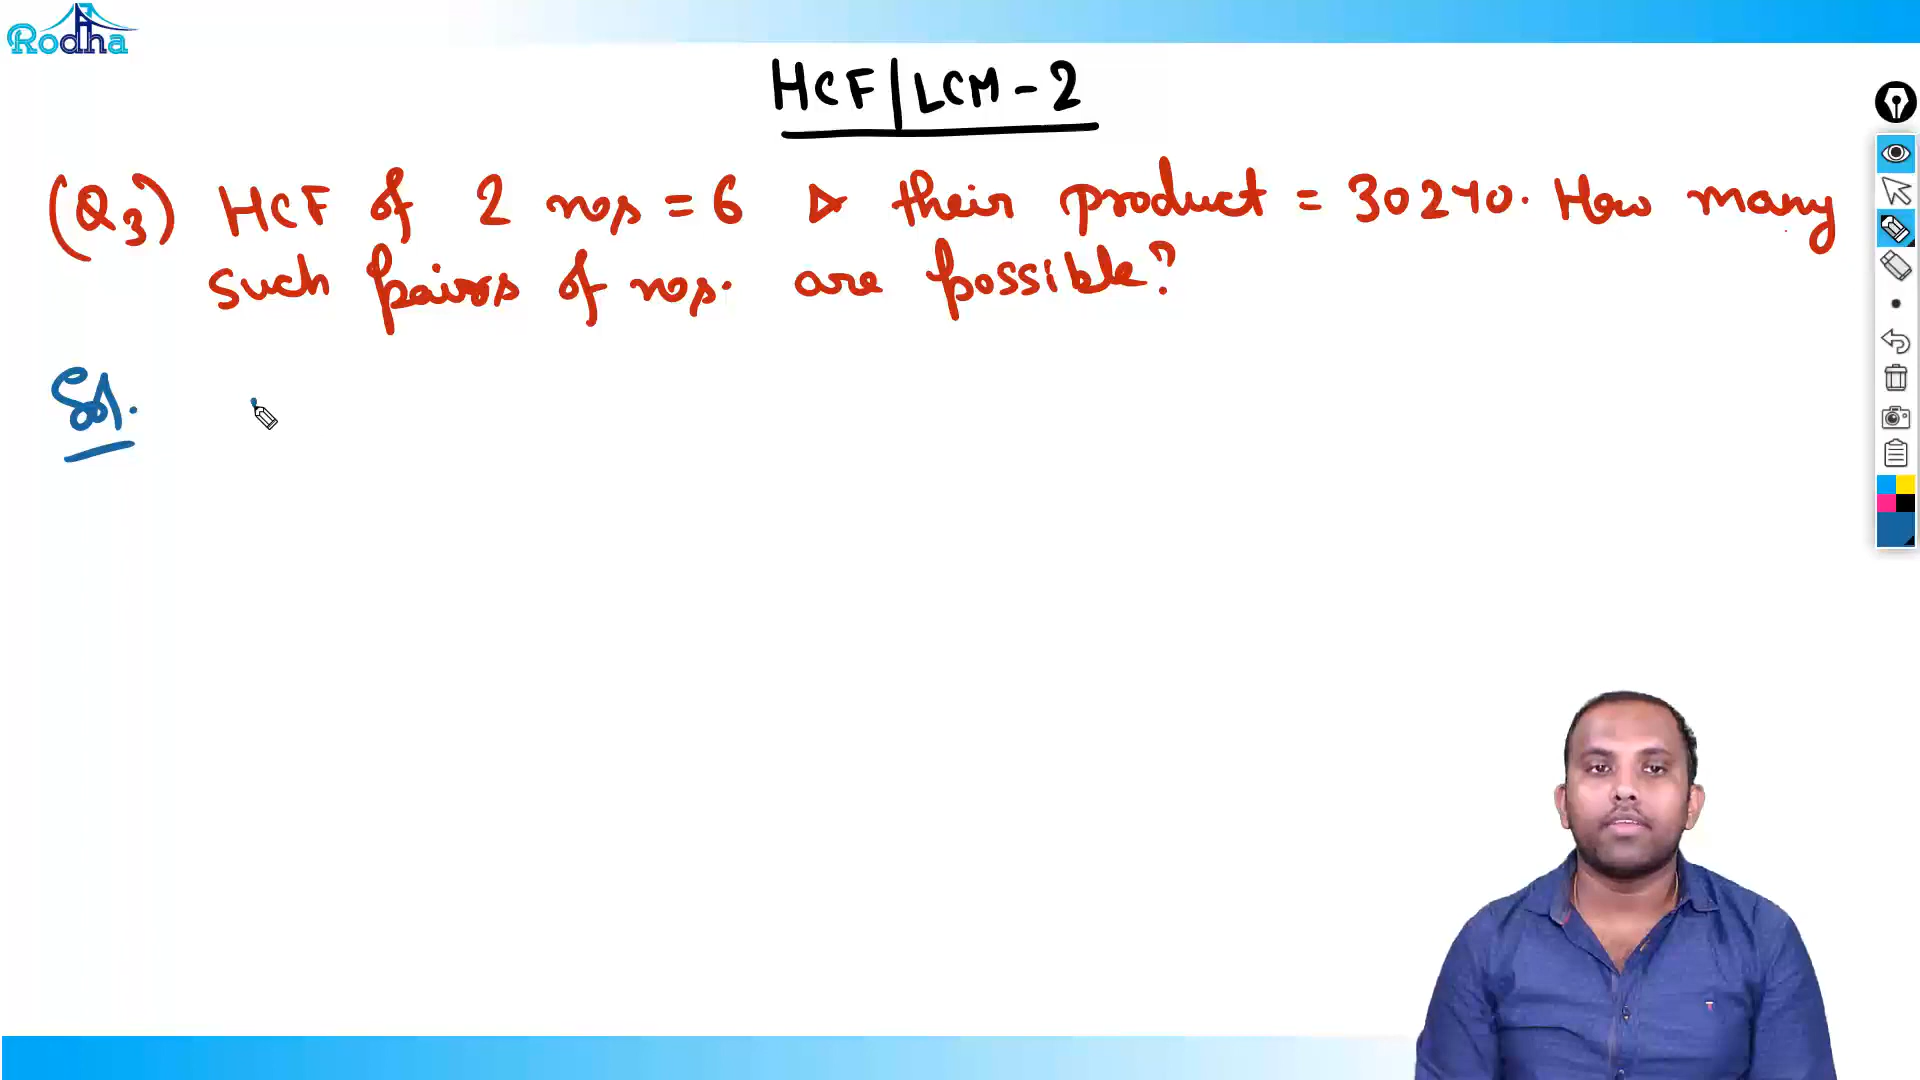 Rodha
HCF|LCM-2
(Q3) HCF of 2 nos = 6 & their product = 30240. How many
such pairs of nos. are possible?
Sol.